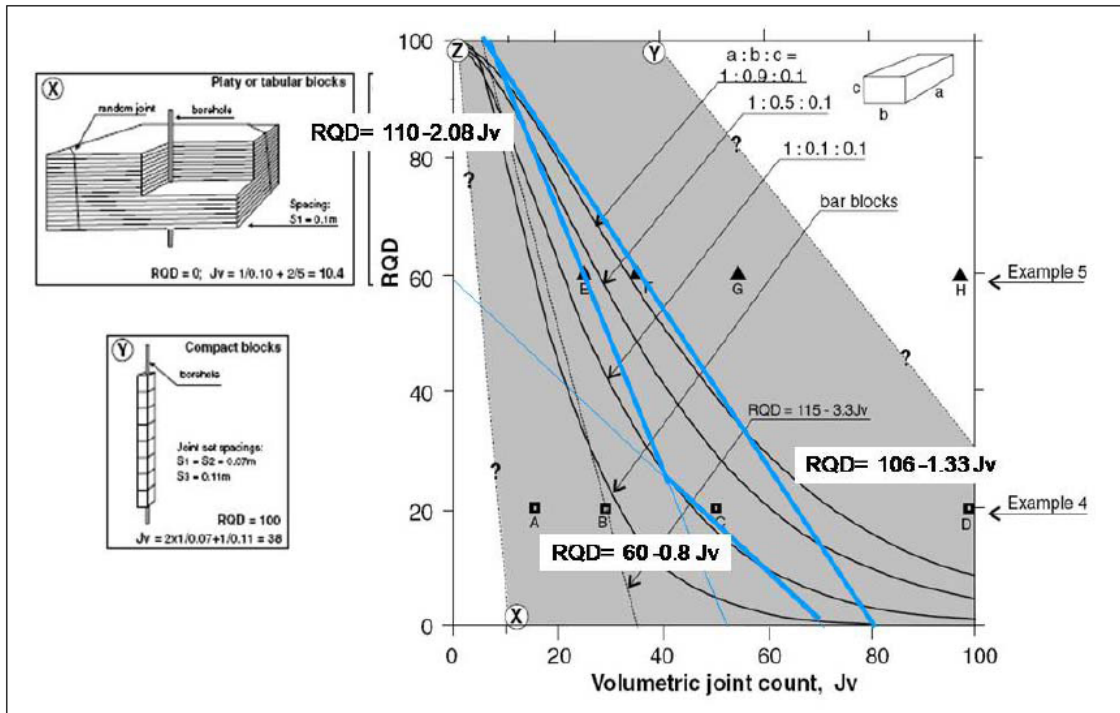 X
Platy or tabular blocks
random joint
borehole
Spacing:
S1 = 0.1m
RQD = 0; Jv = 1/0.10 + 2/5 = 10.4
Y
Compact blocks
borehole
Joint set spacings:
S1 = S2 = 0.07m
S3 = 0.11m
RQD = 100
Jv = 2x1/0.07+1/0.11 = 38
RQD
100
80
60
40
20
0
0
20
40
60
80
100
Volumetric joint count, Jv
Z
Y
X
a : b : c =
1 : 0.9 : 0.1
1 : 0.5 : 0.1
1 : 0.1 : 0.1
bar blocks
c
b
a
RQD= 110-2.08 Jv
RQD = 115 - 3.3Jv
RQD= 106-1.33 Jv
RQD= 60-0.8 Jv
?
?
?
?
E
F
G
H
Example 5
A
B
C
D
Example 4